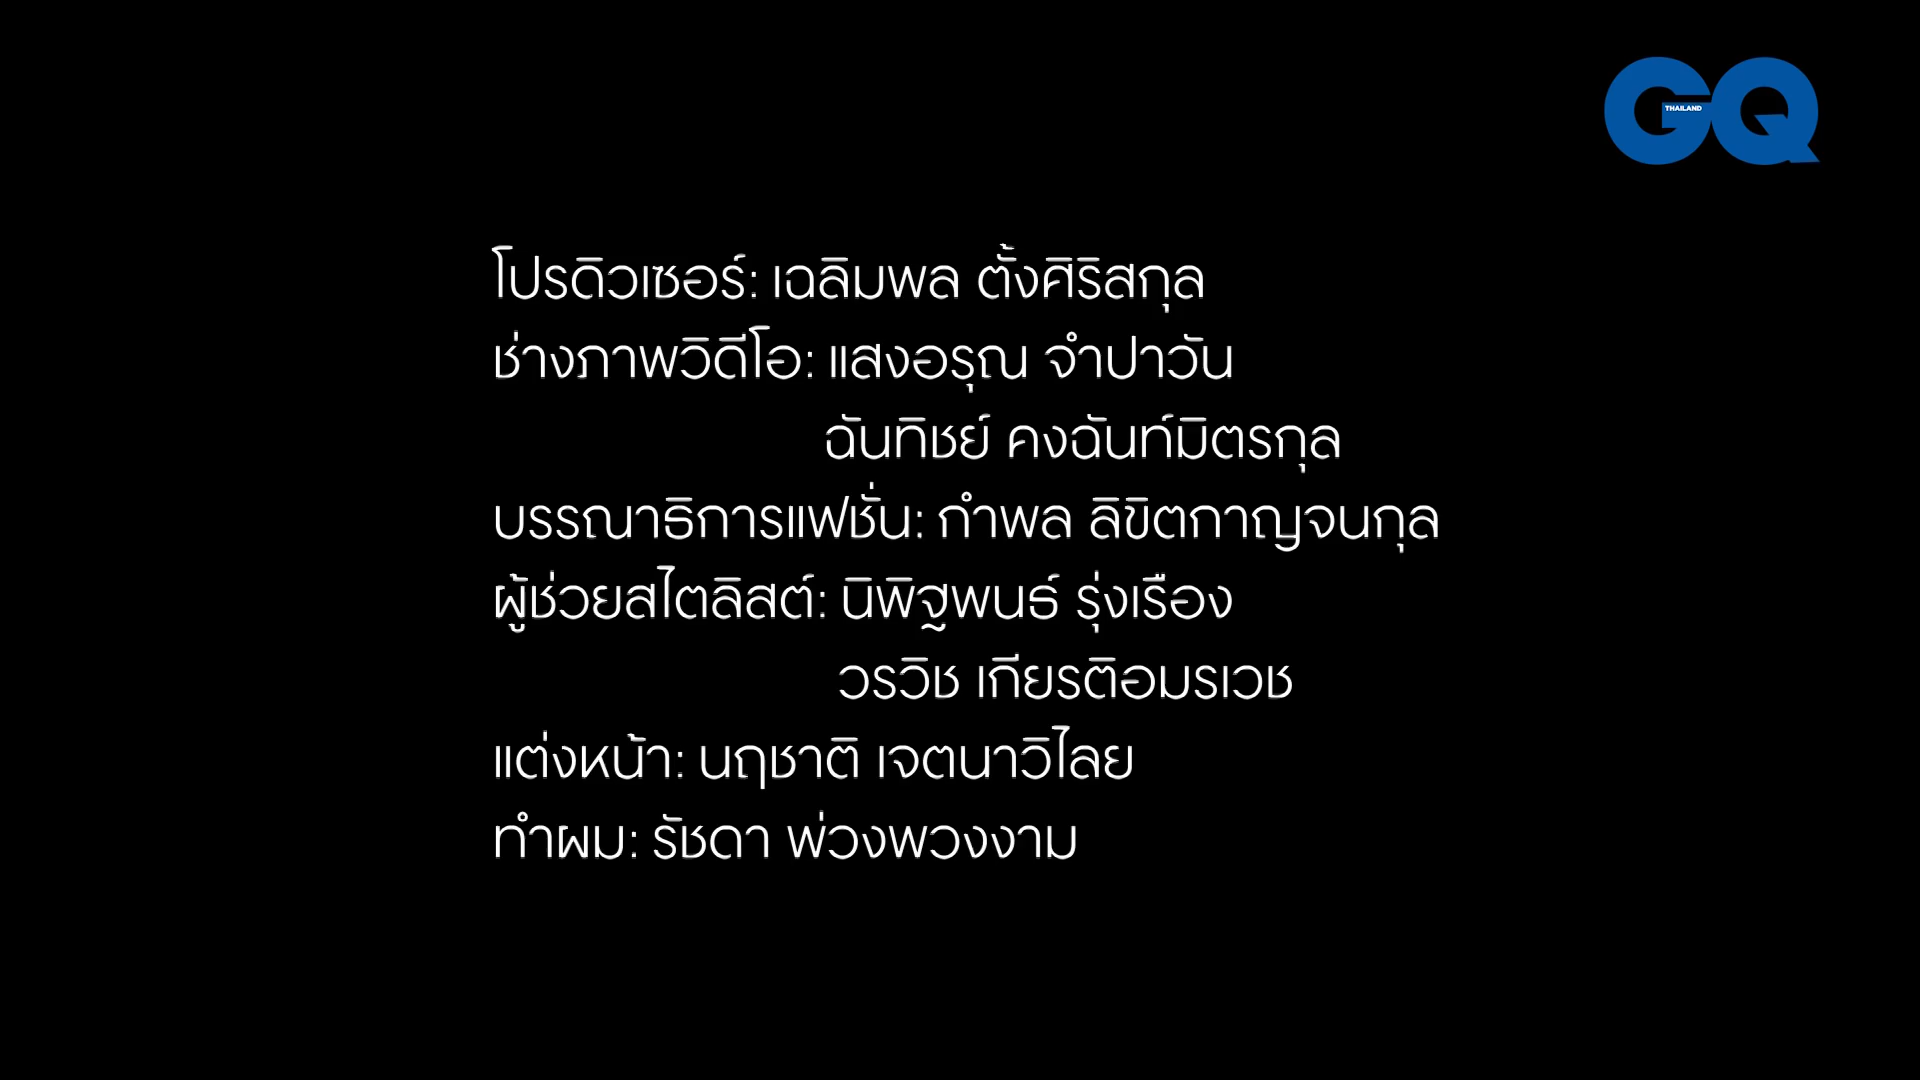 GQ
THAILAND
โปรดิวเซอร์: เฉลิมพล ตั้งศิริสกุล
ช่างภาพวิดีโอ: แสงอรุณ จำปาวัน
ฉันทิชย์ คงฉันท์มิตรกุล
บรรณาธิการแฟชั่น: กำพล ลิขิตกาญจนกุล
ผู้ช่วยสไตลิสต์: นิพิฐพนธ์ รุ่งเรือง
วรวิช เกียรติอมรเวช
แต่งหน้า: นฤชาติ เจตนาวิไลย
ทำผม: รัชดา พ่วงพวงงาม